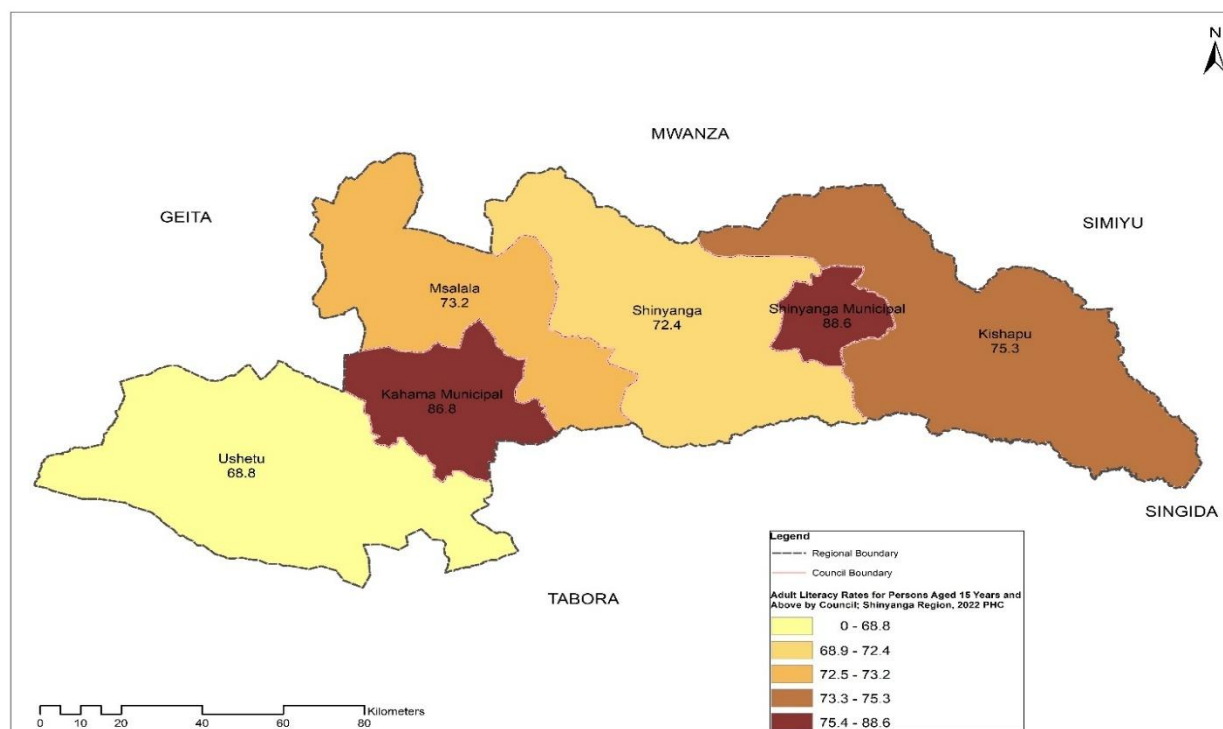 N
MWANZA
GEITA
SIMIYU
Msalala
73.2
Shinyanga
72.4
Shinyanga Municipal
88.6
Kishapu
75.3
Kahama Municipal
86.8
Ushetu
68.8
SINGIDA
TABORA
Legend
Regional Boundary
Council Boundary
Adult Literacy Rates for Persons Aged 15 Years and
Above by Council; Shinyanga Region, 2022 PHC
0 - 68.8
68.9 - 72.4
72.5 - 73.2
73.3 - 75.3
75.4 - 88.6
Kilometers
0 10 20 40 60 80